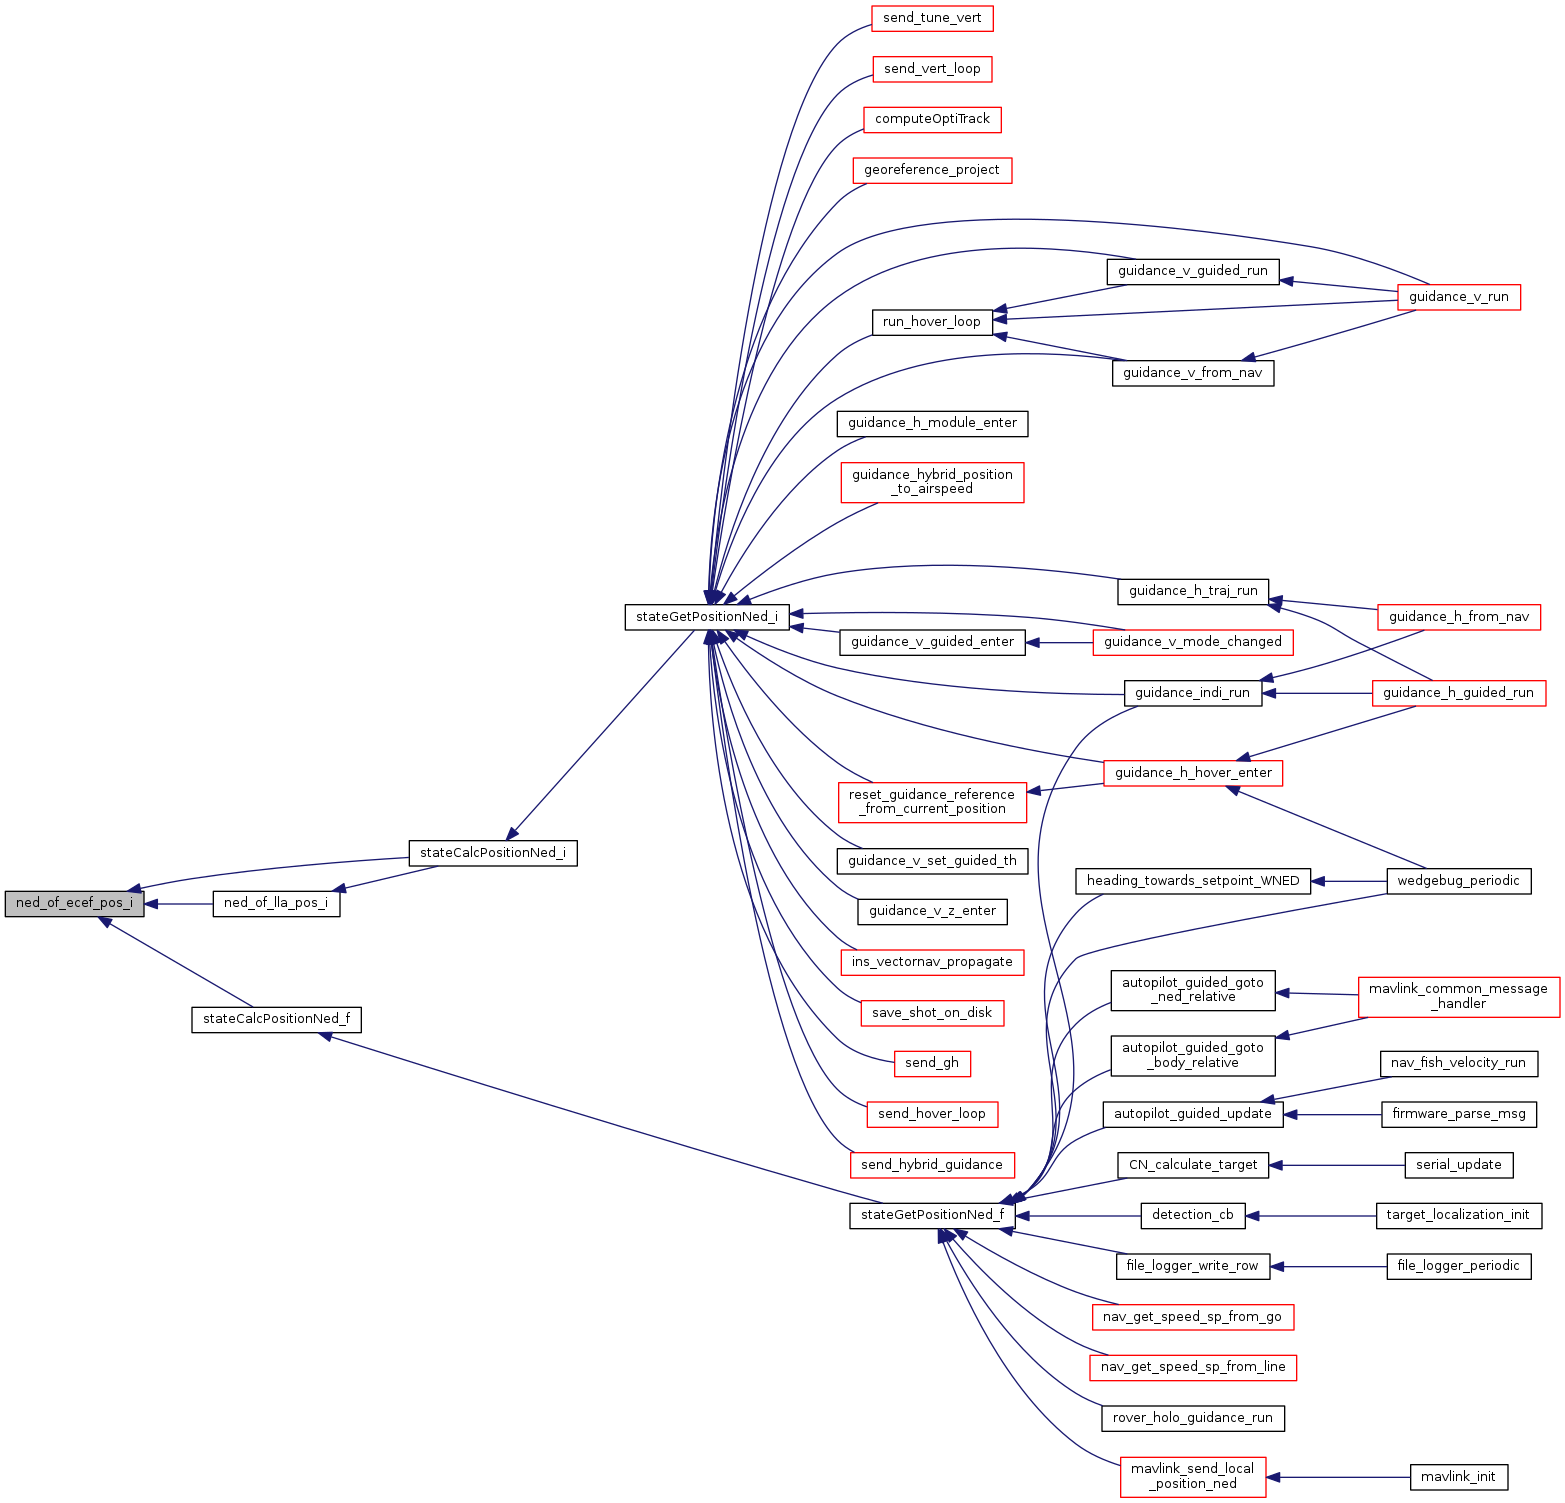 send_tune_vert
send_vert_loop
computeOptiTrack
georeference_project
guidance_v_guided_run
guidance_v_run
run_hover_loop
guidance_v_from_nav
guidance_h_module_enter
guidance_hybrid_position
_to_airspeed
guidance_h_traj_run
stateGetPositionNed_i
guidance_h_from_nav
guidance_v_guided_enter
guidance_v_mode_changed
guidance_indi_run
guidance_h_guided_run
guidance_h_hover_enter
reset_guidance_reference
_from_current_position
stateCalcPositionNed_i
guidance_v_set_guided_th
heading_towards_setpoint_WNED
wedgebug_periodic
ned_of_ecef_pos_i
ned_of_lla_pos_i
guidance_v_z_enter
ins_vectornav_propagate
autopilot_guided_goto
_ned_relative
mavlink_common_message
_handler
save_shot_on_disk
stateCalcPositionNed_f
autopilot_guided_goto
_body_relative
send_gh
nav_fish_velocity_run
send_hover_loop
autopilot_guided_update
firmware_parse_msg
send_hybrid_guidance
CN_calculate_target
serial_update
stateGetPositionNed_f
detection_cb
target_localization_init
file_logger_write_row
file_logger_periodic
nav_get_speed_sp_from_go
nav_get_speed_sp_from_line
rover_holo_guidance_run
mavlink_send_local
_position_ned
mavlink_init